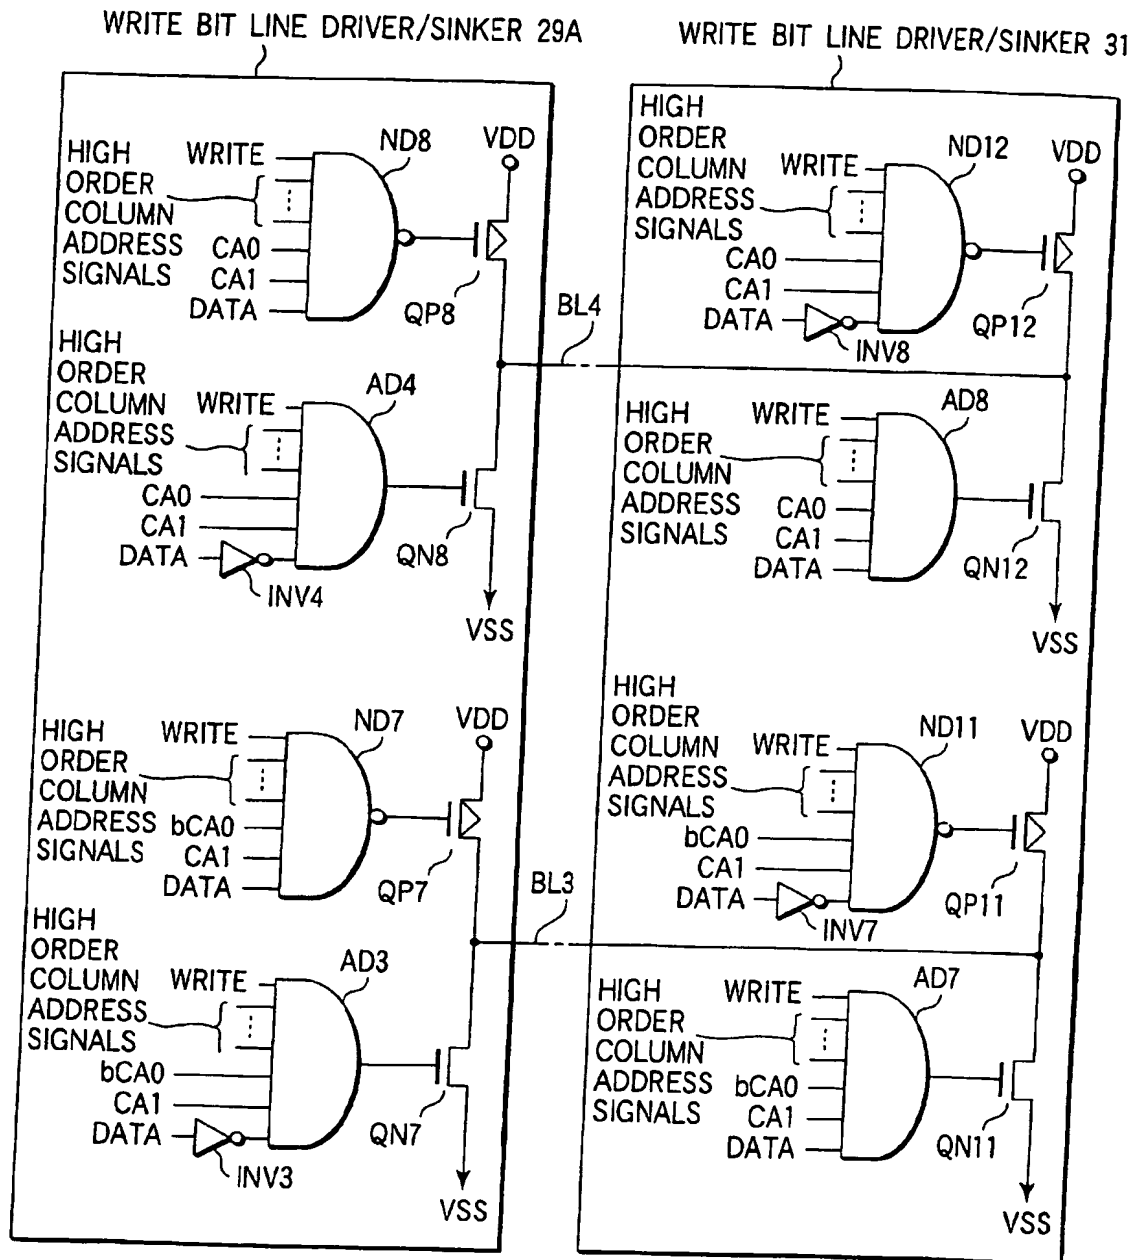 WRITE BIT LINE DRIVER/SINKER 29A
WRITE BIT LINE DRIVER/SINKER 31
HIGH
ORDER
COLUMN
ADDRESS
SIGNALS
WRITE
CA0
CA1
DATA
ND8
VDD
QP8
BL4
HIGH
ORDER
COLUMN
ADDRESS
SIGNALS
WRITE
CA0
CA1
DATA
INV4
AD4
QN8
VSS
HIGH
ORDER
COLUMN
ADDRESS
SIGNALS
WRITE
bCA0
CA1
DATA
ND7
VDD
QP7
BL3
HIGH
ORDER
COLUMN
ADDRESS
SIGNALS
WRITE
bCA0
CA1
DATA
INV3
AD3
QN7
VSS
HIGH
ORDER
COLUMN
ADDRESS
SIGNALS
WRITE
CA0
CA1
DATA
INV8
ND12
VDD
QP12
HIGH
ORDER
COLUMN
ADDRESS
SIGNALS
WRITE
CA0
CA1
DATA
AD8
QN12
VSS
HIGH
ORDER
COLUMN
ADDRESS
SIGNALS
WRITE
bCA0
CA1
DATA
INV7
ND11
VDD
QP11
HIGH
ORDER
COLUMN
ADDRESS
SIGNALS
WRITE
bCA0
CA1
DATA
AD7
QN11
VSS